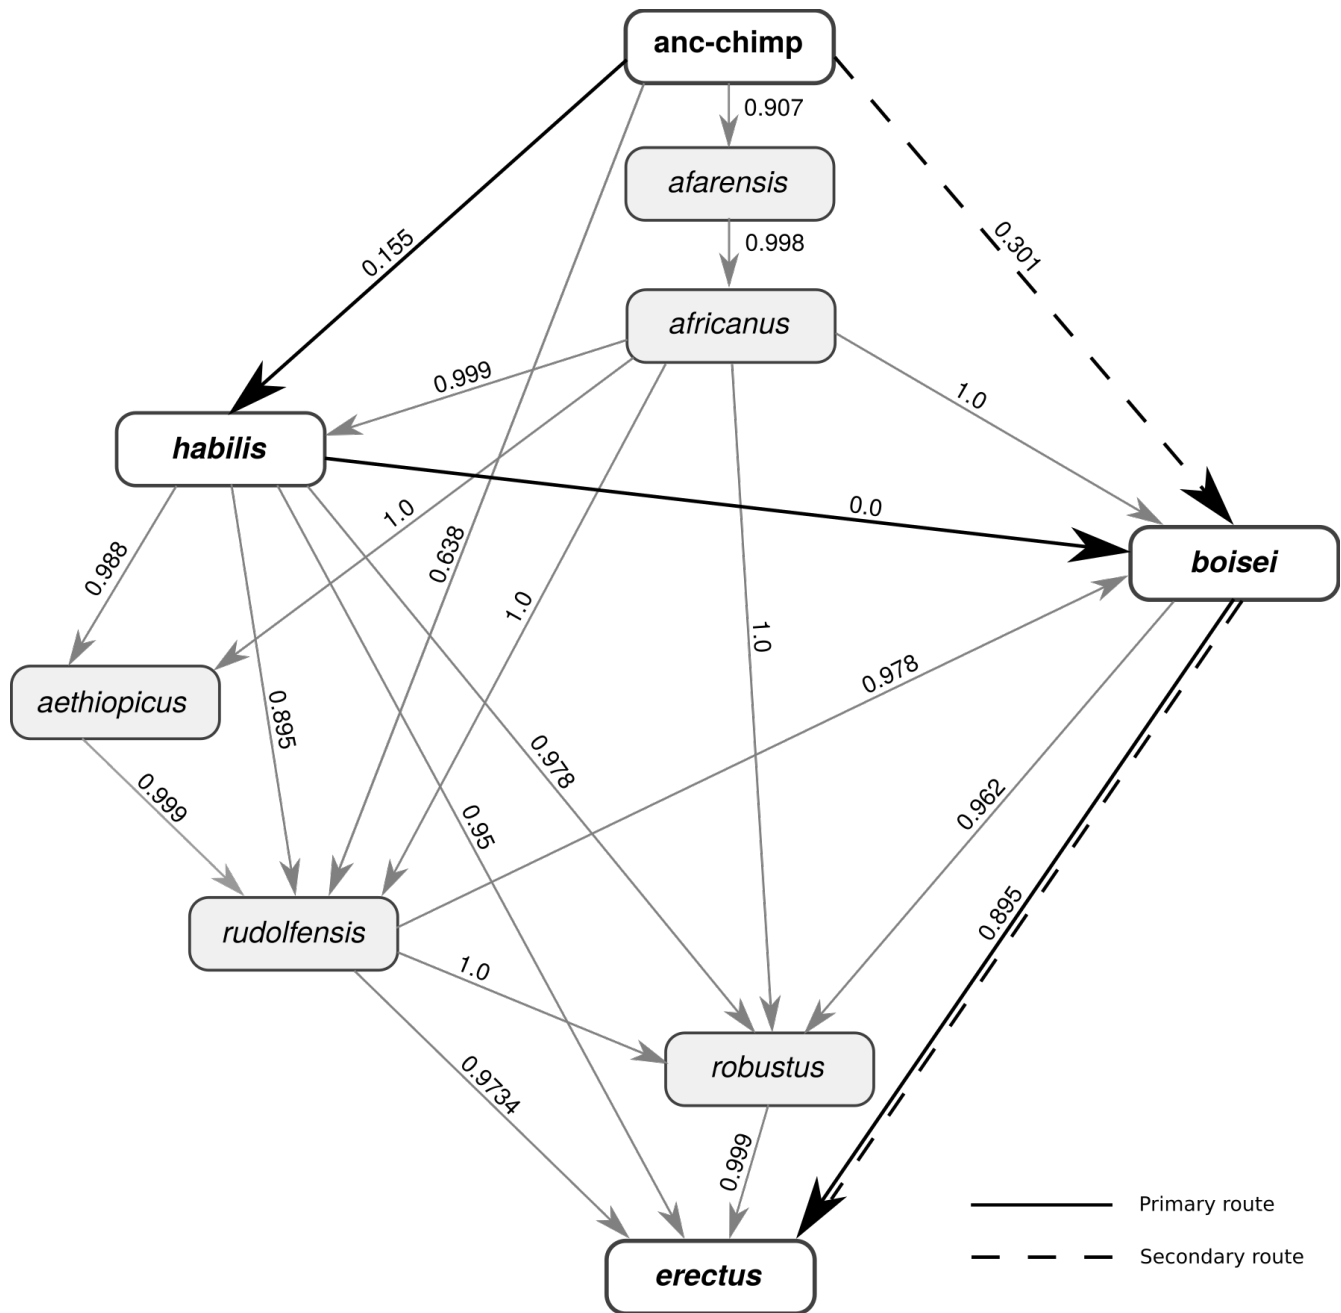 anc-chimp
0.907
afarensis
0.998
0.155
0.301
africanus
0.999
1.0
habilis
0.0
1.0
0.638
0.988
boisei
1.0
1.0
0.978
aethiopicus
0.895
0.978
0.999
0.95
0.962
0.895
rudolfensis
1.0
robustus
0.9734
0.999
Primary route
Secondary route
erectus